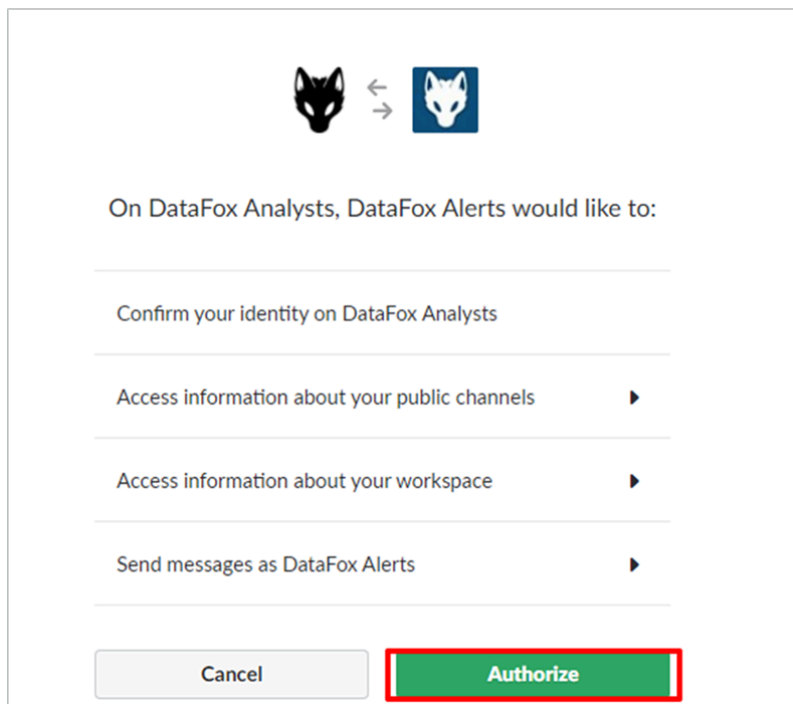 On DataFox Analysts, DataFox Alerts would like to:
Confirm your identity on DataFox Analysts
Access information about your public channels
Access information about your workspace
Send messages as DataFox Alerts
Cancel
Authorize